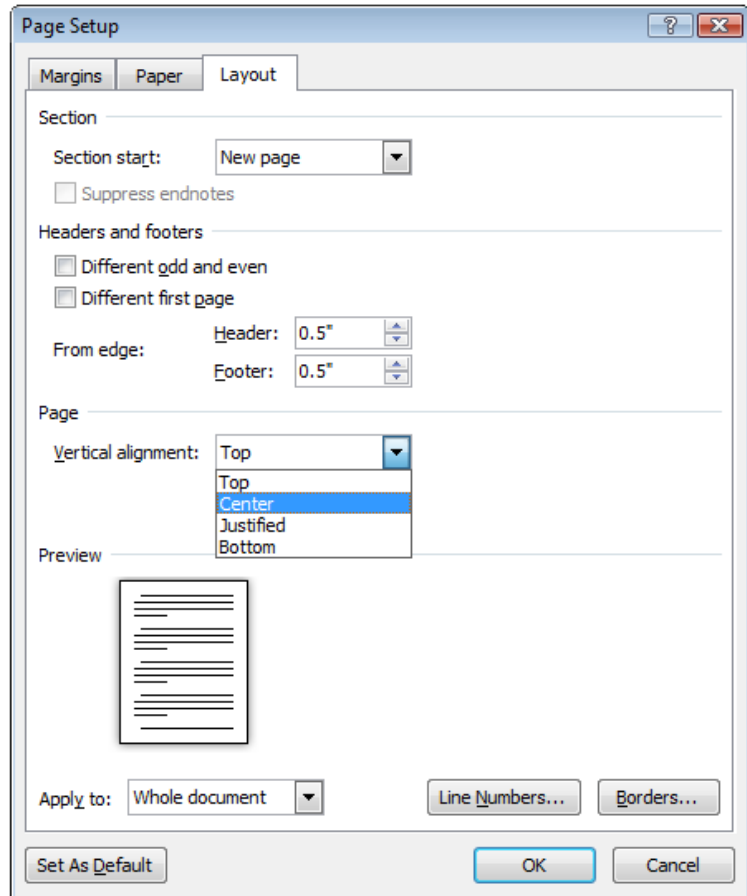 Page Setup
Margins Paper Layout
Section
Section start: New page
Suppress endnotes
Headers and footers
Different odd and even
Different first page
From edge:
Header: 0.5"
Footer: 0.5"
Page
Vertical alignment: Top
Top
Center
Justified
Bottom
Preview
Apply to: Whole document Line Numbers... Borders...
Set As Default OK Cancel